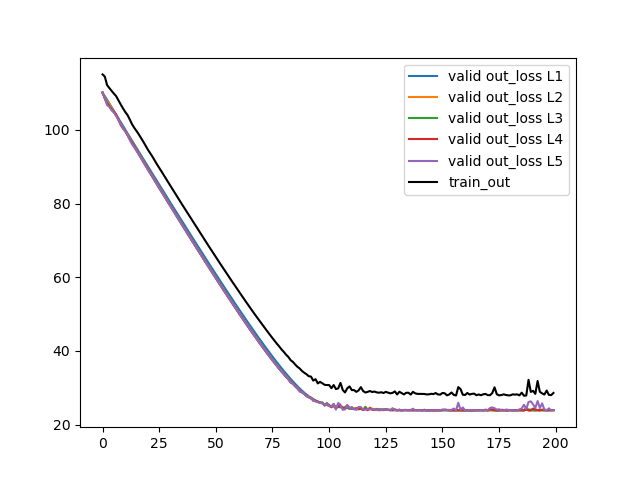 valid out_loss L1
valid out_loss L2
valid out_loss L3
valid out_loss L4
valid out_loss L5
train_out
100
80
60
40
20
0 25 50 75 100 125 150 175 200